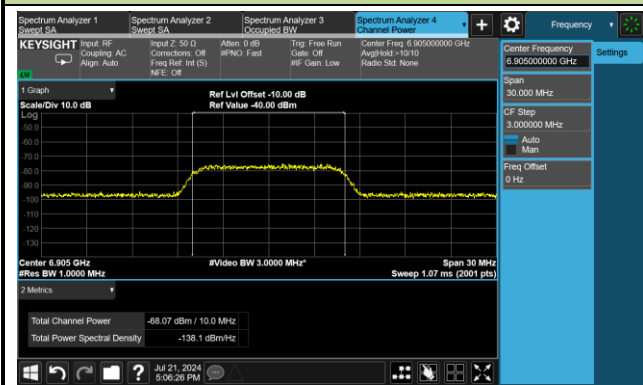 Spectrum Analyzer 1
Swept SA
Spectrum Analyzer 2
Swept SA
Spectrum Analyzer 3
Occupied BW
Spectrum Analyzer 4
Channel Power
+
Frequency
KEYSIGHT
Input: RF
Coupling: AC
Align: Auto
Input Z: 50 Ω
Corrections: Off
Freq Ref: Int (S)
NFE: Off
Atten: 0 dB
#PNO: Fast
Trig: Free Run
Gate: Off
#IF Gain: Low
Center Freq: 6.905000000 GHz
Avg|Hold:>10/10
Radio Std: None
Center Frequency
6.905000000 GHz
Settings
Span
30.000 MHz
CF Step
3.000000 MHz
Auto
Man
Freq Offset
0 Hz
1 Graph
Scale/Div 10.0 dB
Ref Lvl Offset -10.00 dB
Ref Value -40.00 dBm
Log
-50.0
-60.0
-70.0
-80.0
-90.0
-100
-110
-120
-130
Center 6.905 GHz
#Res BW 1.0000 MHz
#Video BW 3.0000 MHz*
Span 30 MHz
Sweep 1.07 ms (2001 pts)
2 Metrics
Total Channel Power -68.07 dBm / 10.0 MHz
Total Power Spectral Density -138.1 dBm/Hz
?
Jul 21, 2024
5:06:26 PM